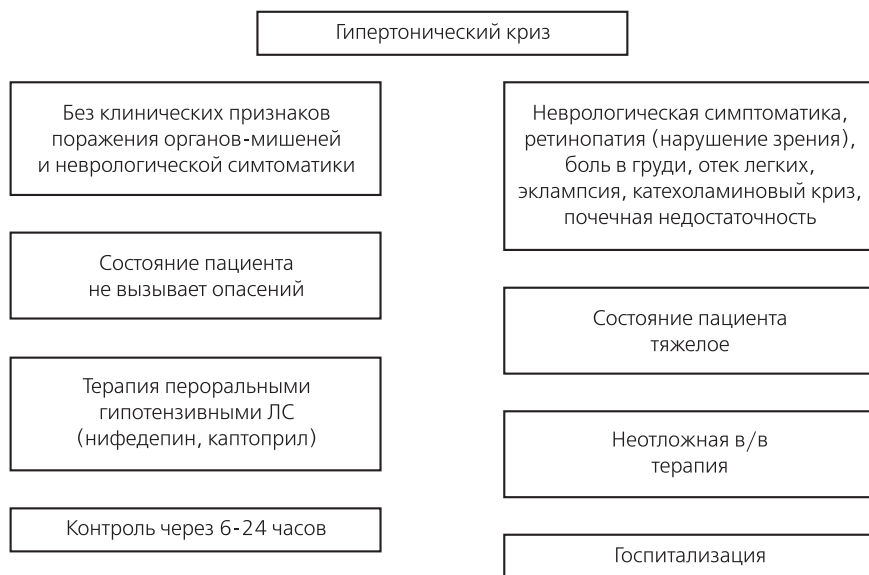 Гипертонический криз
Без клинических признаков
поражения органов-мишеней
и неврологической симтоматики
Состояние пациента
не вызывает опасений
Терапия пероральными
гипотензивными ЛС
(нифедепин, каптоприл)
Контроль через 6-24 часов
Неврологическая симптоматика,
ретинопатия (нарушение зрения),
боль в груди, отек легких,
эклампсия, катехоламиновый криз,
почечная недостаточность
Состояние пациента
тяжелое
Неотложная в/в
терапия
Госпитализация